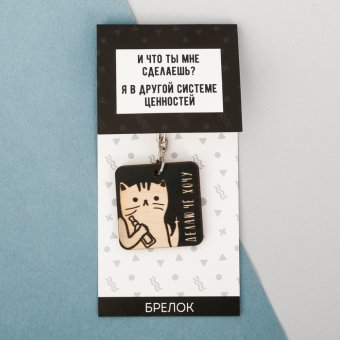 И ЧТО ТЫ МНЕ
СДЕЛАЕШЬ?
Я В ДРУГОЙ СИСТЕМЕ
ЦЕННОСТЕЙ
ДЕЛАЮ ЧЕ ХОЧУ
БРЕЛОК